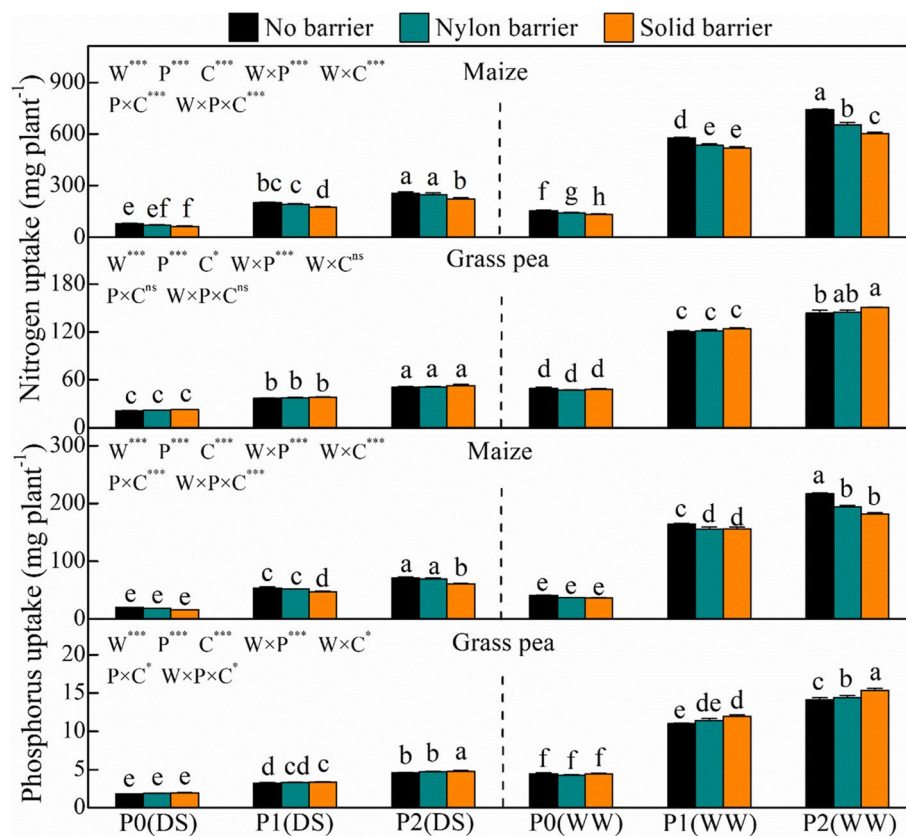 No barrier Nylon barrier Solid barrier
Nitrogen uptake (mg plant⁻¹)
Phosphorus uptake (mg plant⁻¹)
W*** P*** C*** W×P*** W×C***
P×C*** W×P×C***
Maize
900
600
300
0
e ef f bc c d a a b f g h d e e a b c
W*** P*** C* W×P*** W×Cⁿˢ
P×Cⁿˢ W×P×Cⁿˢ
Grass pea
180
120
60
0
c c c b b b a a a d d d c c c b ab a
W*** P*** C*** W×P*** W×C***
P×C*** W×P×C***
Maize
300
200
100
0
e e e c c d a a b e e e c d d a b b
W*** P*** C*** W×P*** W×C*
P×C* W×P×C*
Grass pea
20
15
10
5
0
e e e d cd c b b a f f f e de d c b a
P0(DS) P1(DS) P2(DS) P0(WW) P1(WW) P2(WW)